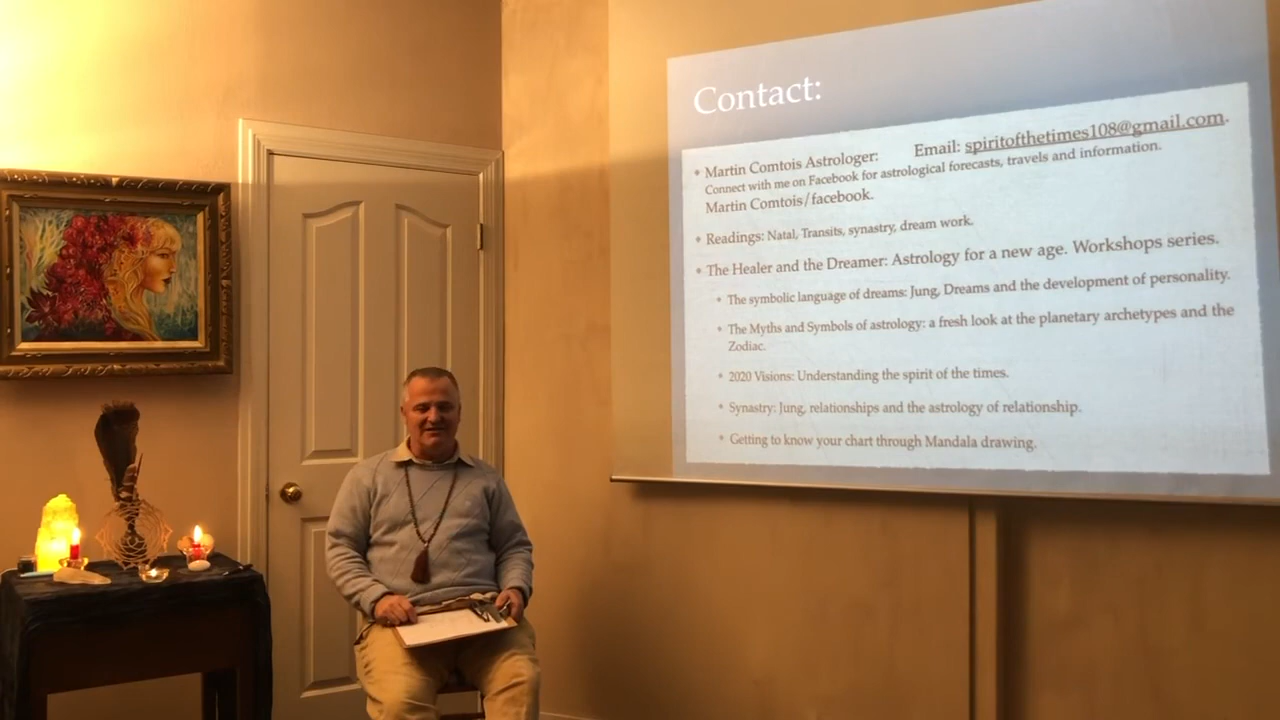 Contact:
• Martin Comtois Astrologer: Email: spiritofthetimes108@gmail.com.
Connect with me on Facebook for astrological forecasts, travels and information.
Martin Comtois/facebook.
• Readings: Natal, Transits, synastry, dream work.
• The Healer and the Dreamer: Astrology for a new age. Workshops series.
• The symbolic language of dreams: Jung, Dreams and the development of personality.
• The Myths and Symbols of astrology: a fresh look at the planetary archetypes and the
Zodiac.
• 2020 Visions: Understanding the spirit of the times.
• Synastry: Jung, relationships and the astrology of relationship.
• Getting to know your chart through Mandala drawing.